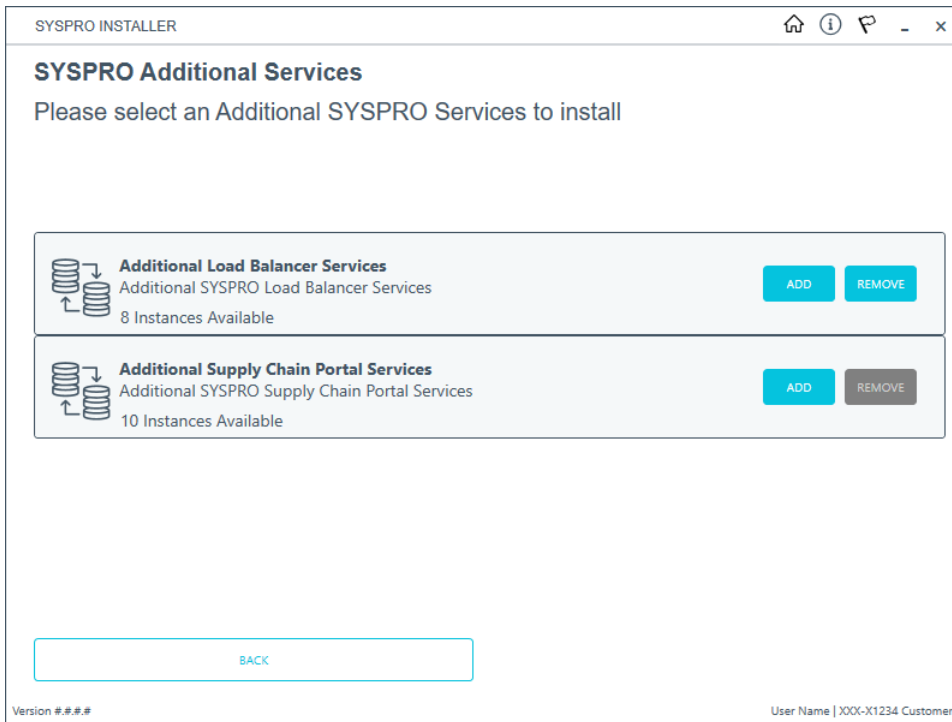 SYSPRO INSTALLER
SYSPRO Additional Services
Please select an Additional SYSPRO Services to install
Additional Load Balancer Services
Additional SYSPRO Load Balancer Services
8 Instances Available
ADD REMOVE
Additional Supply Chain Portal Services
Additional SYSPRO Supply Chain Portal Services
10 Instances Available
ADD REMOVE
BACK
Version #.#.#.# User Name | XXX-X1234 Customer